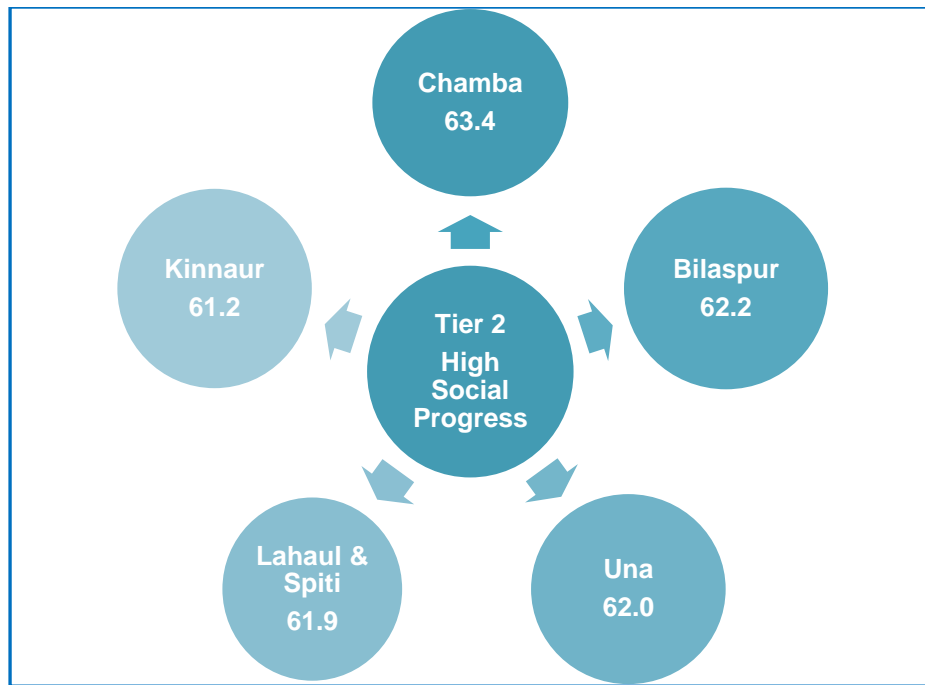 Chamba
63.4
Kinnaur
61.2
Bilaspur
62.2
Tier 2
High
Social
Progress
Lahaul &
Spiti
61.9
Una
62.0